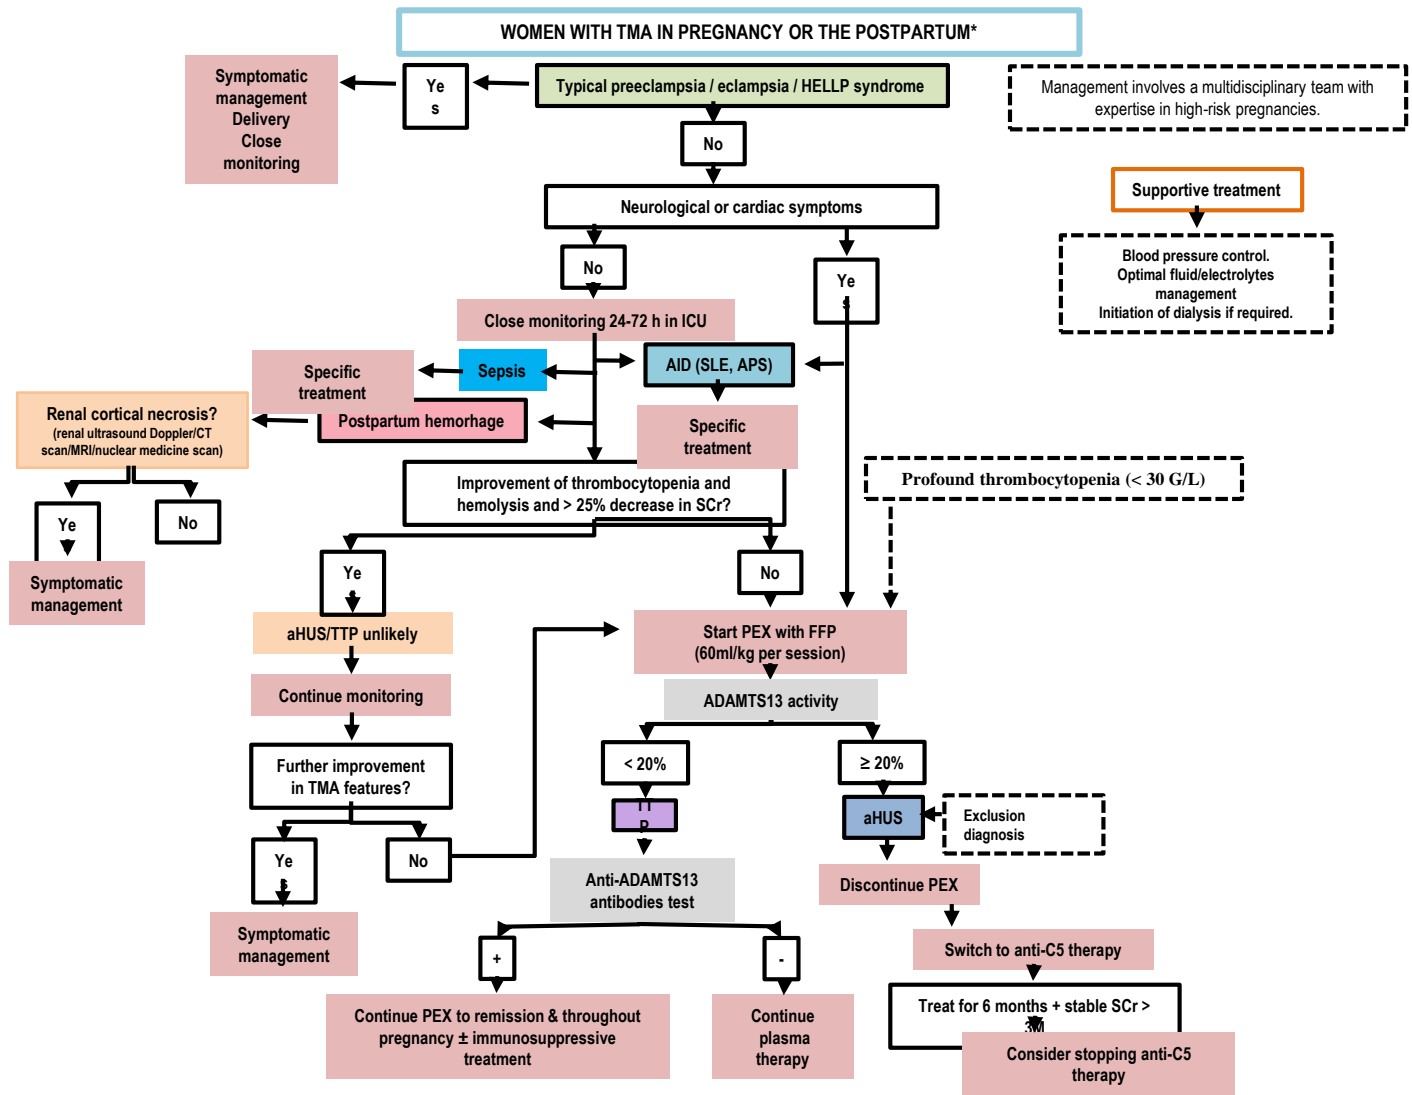 WOMEN WITH TMA IN PREGNANCY OR THE POSTPARTUM*
Symptomatic
management
Delivery
Close
monitoring
Ye
s
Typical preeclampsia / eclampsia / HELLP syndrome
Management involves a multidisciplinary team with
expertise in high-risk pregnancies.
No
Supportive treatment
Neurological or cardiac symptoms
Blood pressure control.
Optimal fluid/electrolytes
management
Initiation of dialysis if required.
No
Ye
s
Close monitoring 24-72 h in ICU
Specific
treatment
Sepsis
AID (SLE, APS)
Renal cortical necrosis?
(renal ultrasound Doppler/CT
scan/MRI/nuclear medicine scan)
Postpartum hemorhage
Specific
treatment
Improvement of thrombocytopenia and
hemolysis and > 25% decrease in SCr?
Profound thrombocytopenia (< 30 G/L)
Ye
No
Symptomatic
management
Ye
s
No
aHUS/TTP unlikely
Start PEX with FFP
(60ml/kg per session)
Continue monitoring
ADAMTS13 activity
Further improvement
in TMA features?
< 20%
≥ 20%
TT
P
aHUS
Exclusion
diagnosis
Ye
s
No
Anti-ADAMTS13
antibodies test
Discontinue PEX
Symptomatic
management
+
-
Switch to anti-C5 therapy
Continue PEX to remission & throughout
pregnancy ± immunosuppressive
treatment
Continue
plasma
therapy
Treat for 6 months + stable SCr >
3M
Consider stopping anti-C5
therapy